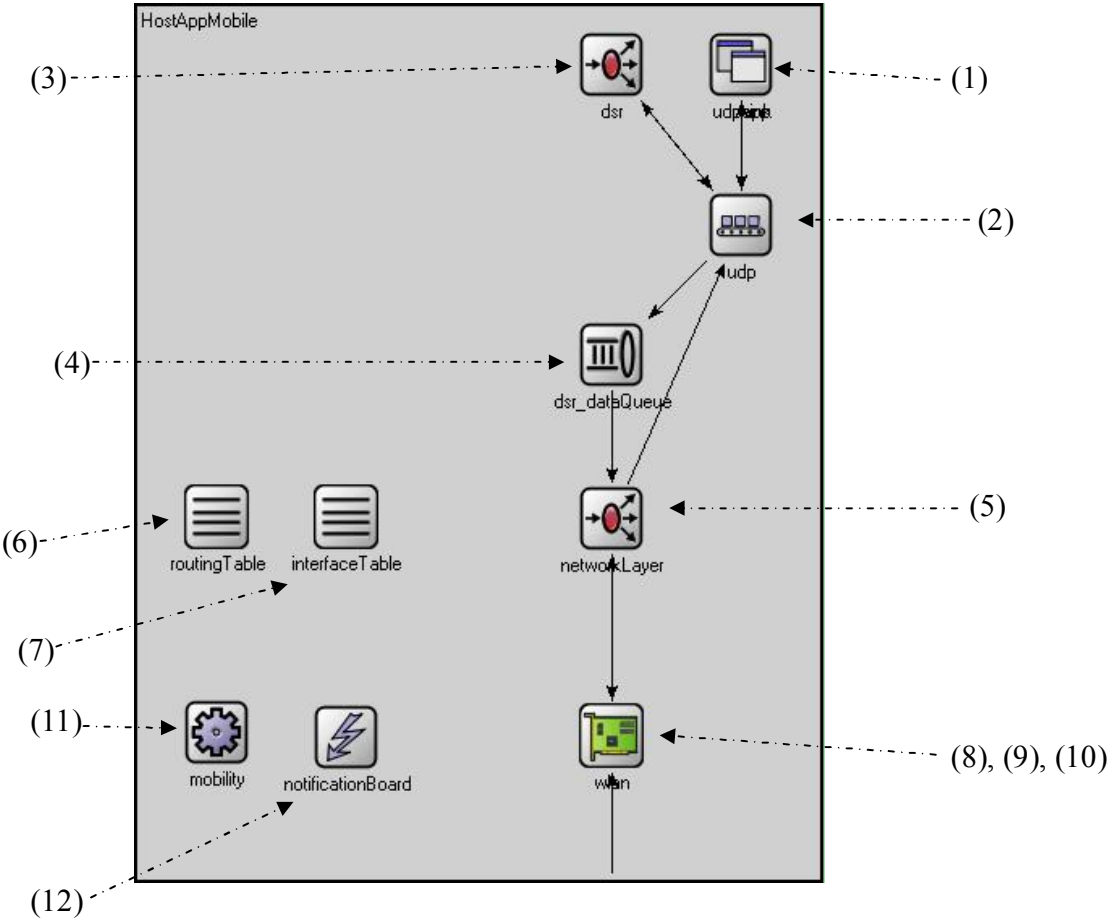 HostAppMobile
(3)
(1)
dsr
(2)
udp
(4)
dsr_dataQueue
(5)
(6)
routingTable
interfaceTable
networkLayer
(7)
(11)
(8), (9), (10)
mobility
notificationBoard
wlan
(12)